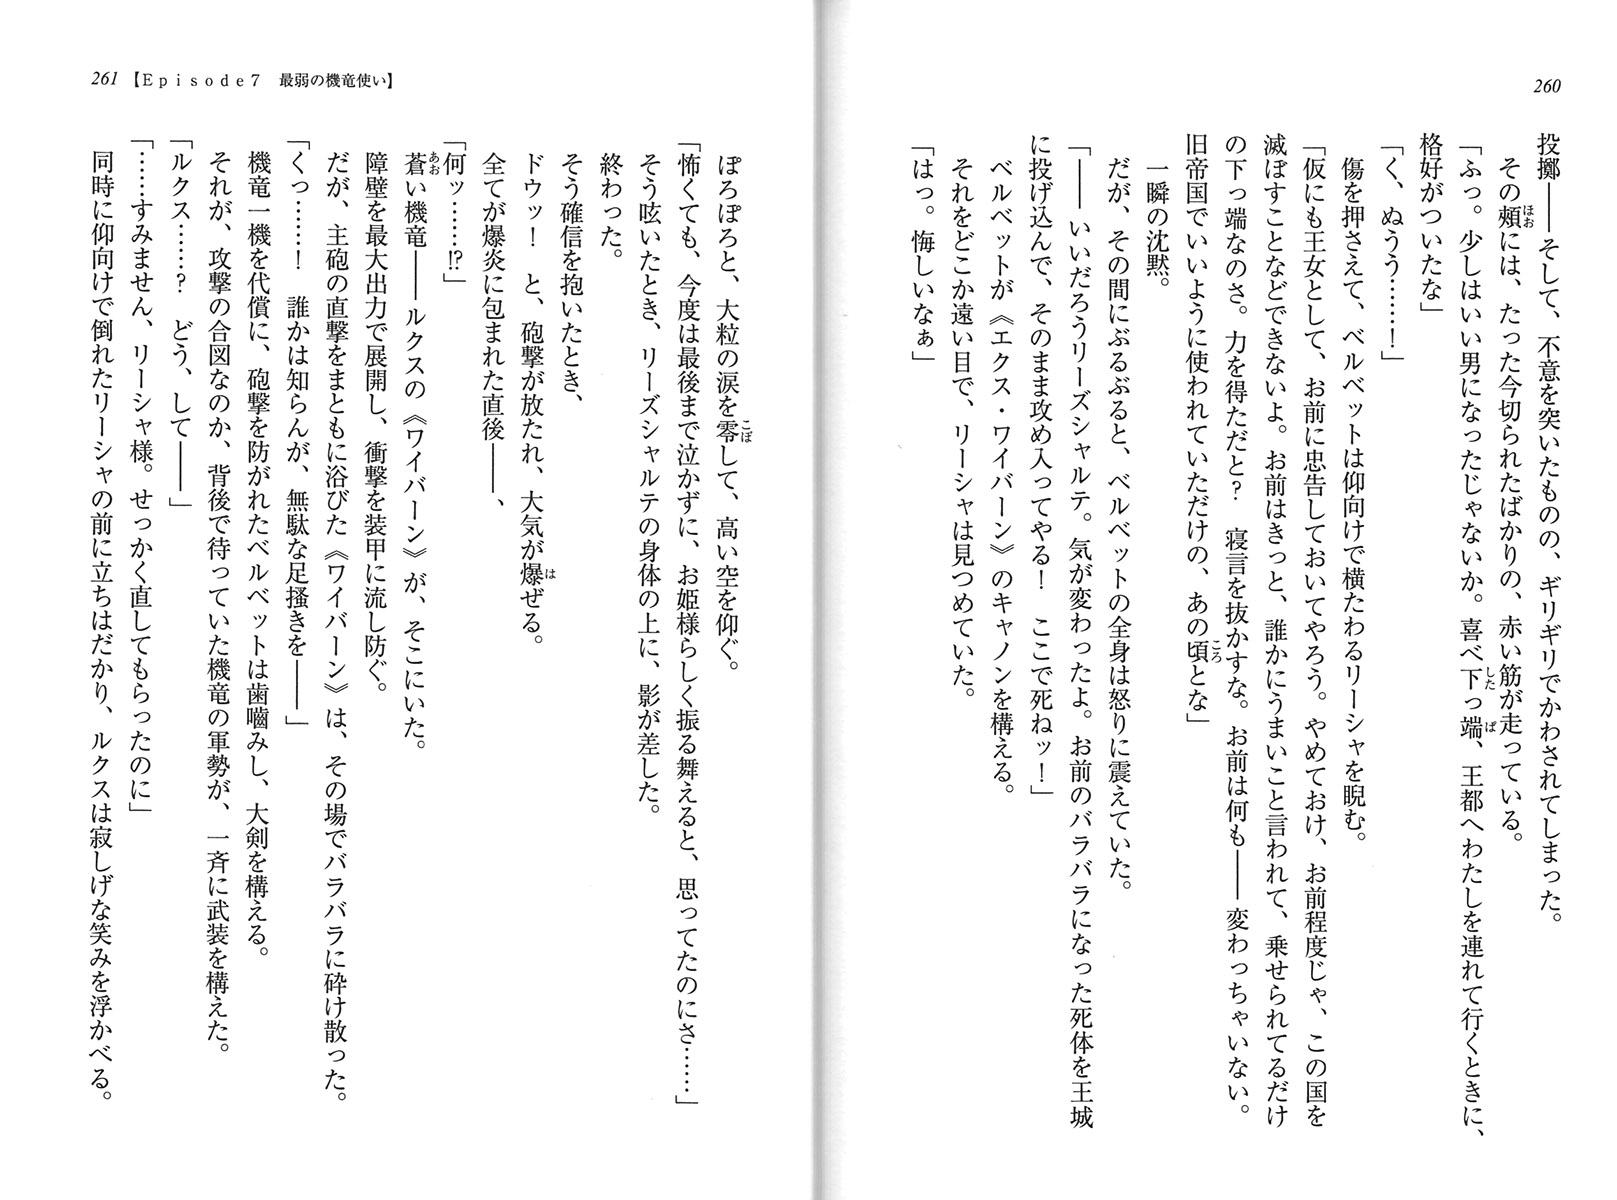 260
投擲――そして、不意を突いたものの、ギリギリでかわされてしまった。
その頰には、たった今切られたばかりの、赤い筋が走っている。
「ふっ。少しはいい男になったじゃないか。喜べ下っ端、王都へわたしを連れて行くときに、
格好がついたな」
「く、ぬうう……！」
傷を押さえて、ベルベットは仰向けで横たわるリーシャを睨む。
「仮にも王女として、お前に忠告しておいてやろう。やめておけ、お前程度じゃ、この国を
滅ぼすことなどできないよ。お前はきっと、誰かにうまいこと言われて、乗せられてるだけ
の下っ端なのさ。力を得ただと？　寝言を抜かすな。お前は何も――変わっちゃいない。
旧帝国でいいように使われていただけの、あの頃とな」
一瞬の沈黙。
だが、その間にぶるぶると、ベルベットの全身は怒りに震えていた。
「――いいだろうリーズシャルテ。気が変わったよ。お前のバラバラになった死体を王城
に投げ込んで、そのまま攻め入ってやる！　ここで死ねッ！」
ベルベットが《エクス・ワイバーン》のキャノンを構える。
それをどこか遠い目で、リーシャは見つめていた。
「はっ。悔しいなぁ」
261【Episode7　最弱の機竜使い】
ぽろぽろと、大粒の涙を零して、高い空を仰ぐ。
「怖くても、今度は最後まで泣かずに、お姫様らしく振る舞えると、思ってたのにさ……」
そう呟いたとき、リーズシャルテの身体の上に、影が差した。
終わった。
そう確信を抱いたとき、
ドウッ！　と、砲撃が放たれ、大気が爆ぜる。
全てが爆炎に包まれた直後――、
「何ッ……⁉」
蒼い機竜――ルクスの《ワイバーン》が、そこにいた。
障壁を最大出力で展開し、衝撃を装甲に流し防ぐ。
だが、主砲の直撃をまともに浴びた《ワイバーン》は、その場でバラバラに砕け散った。
「くっ……！　誰かは知らんが、無駄な足掻きを――」
機竜一機を代償に、砲撃を防がれたベルベットは歯嚙みし、大剣を構える。
それが、攻撃の合図なのか、背後で待っていた機竜の軍勢が、一斉に武装を構えた。
「ルクス……？　どう、して――」
「……すみません、リーシャ様。せっかく直してもらったのに」
同時に仰向けで倒れたリーシャの前に立ちはだかり、ルクスは寂しげな笑みを浮かべる。